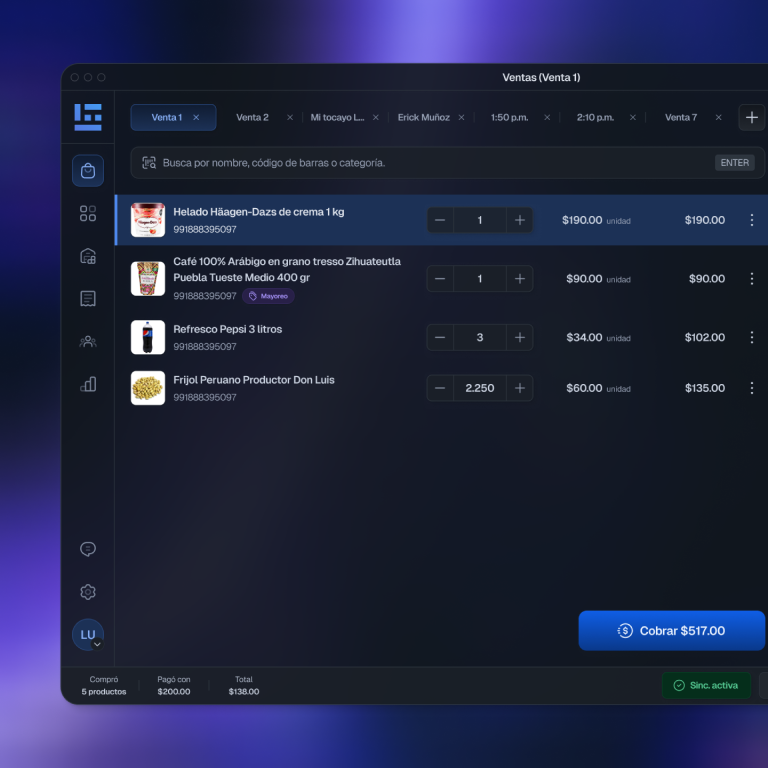 Ventas (Venta 1)
Venta 1
Venta 2
Mi tocayo L...
Erick Muñoz
1:50 p.m.
2:10 p.m.
Venta 7
Busca por nombre, código de barras o categoría.
ENTER
Helado Häagen-Dazs de crema 1 kg
991888395097
1
$190.00 unidad
$190.00
Café 100% Arábigo en grano tresso Zihuateutla
Puebla Tueste Medio 400 gr
991888395097
Mayoreo
1
$90.00 unidad
$90.00
Refresco Pepsi 3 litros
991888395097
3
$34.00 unidad
$102.00
Frijol Peruano Productor Don Luis
991888395097
2.250
$60.00 unidad
$135.00
LU
Cobrar $517.00
Compró
5 productos
Pagó con
$200.00
Total
$138.00
Sinc. activa